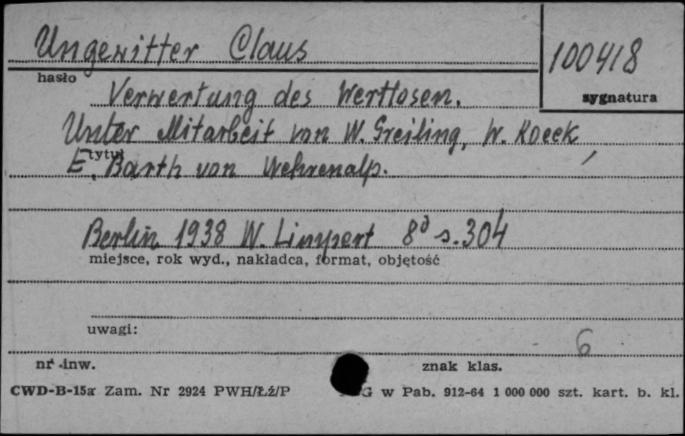 Ungewitter Claus
100418
hasło
sygnatura
Verwertung des Wertlosen.
Unter Mitarbeit von W. Greiling, W. Koeck,
tytuł
E. Barth von Wehrenalp.
Berlin 1938 W. Limpert 8° s. 304
miejsce, rok wyd., nakładca, format, objętość
uwagi:
6
nr inw.
znak klas.
CWD-B-15a Zam. Nr 2924 PWH/Łż/P
G w Pab. 912-64 1 000 000 szt. kart. b. kl.